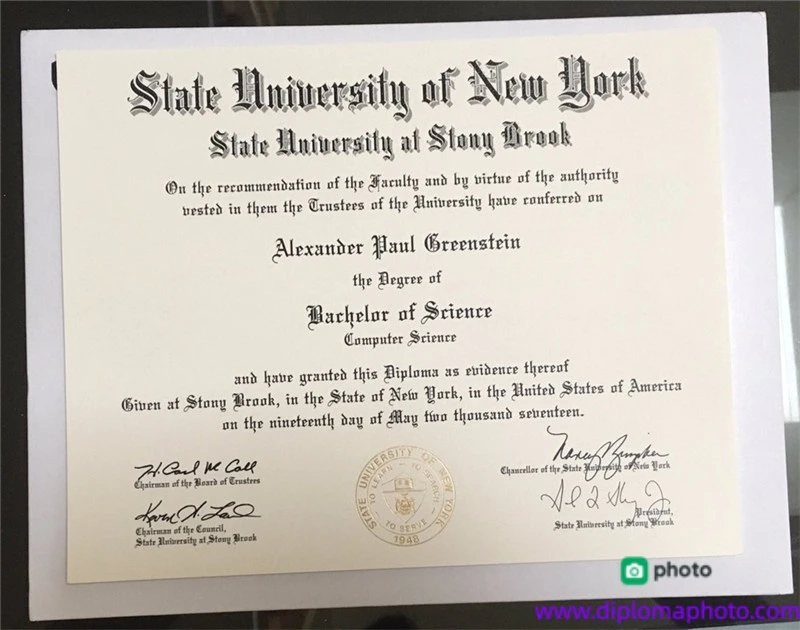 State University of New York
State University at Stony Brook
On the recommendation of the Faculty and by virtue of the authority
vested in them the Trustees of the University have conferred on
Alexander Paul Greenstein
the Degree of
Bachelor of Science
Computer Science
and have granted this Diploma as evidence thereof
Given at Stony Brook, in the State of New York, in the United States of America
on the nineteenth day of May two thousand seventeen.
H. Carl McCall
Chairman of the Board of Trustees
Chairman of the Council,
State University at Stony Brook
STATE UNIVERSITY OF NEW YORK
TO LEARN - TO SEARCH
TO SERVE
1948
Chancellor of the State University of New York
President,
State University at Stony Brook
photo
www.diplomaphoto.com